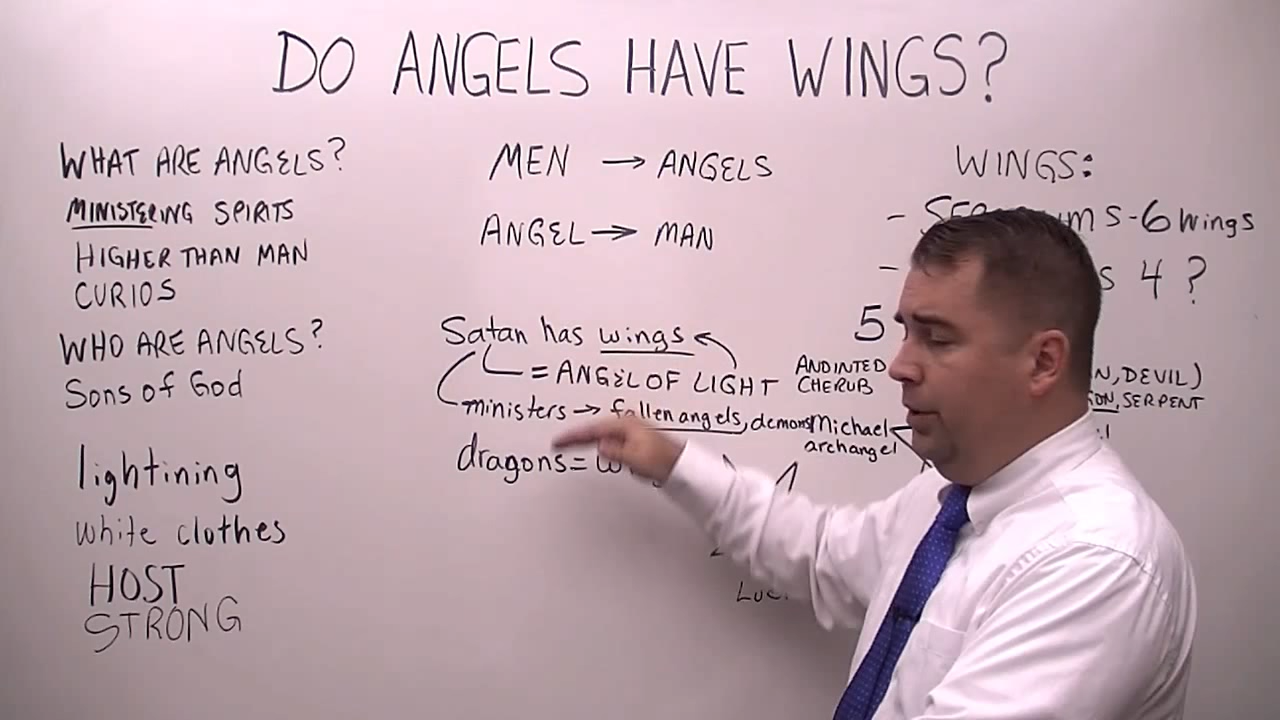 DO ANGELS HAVE WINGS?
WHAT ARE ANGELS?
MINISTERING SPIRITS
HIGHER THAN MAN
CURIOS
WHO ARE ANGELS?
Sons of God
lightining
white clothes
HOST
STRONG
MEN → ANGELS
ANGEL → MAN
Satan has wings
= ANGEL OF LIGHT
ministers → fallen angels, demons
dragons =
WINGS:
- 6 wings
- 4 ?
5
ANOINTED
CHERUB
DEVIL)
SERPENT
Michael
archangel